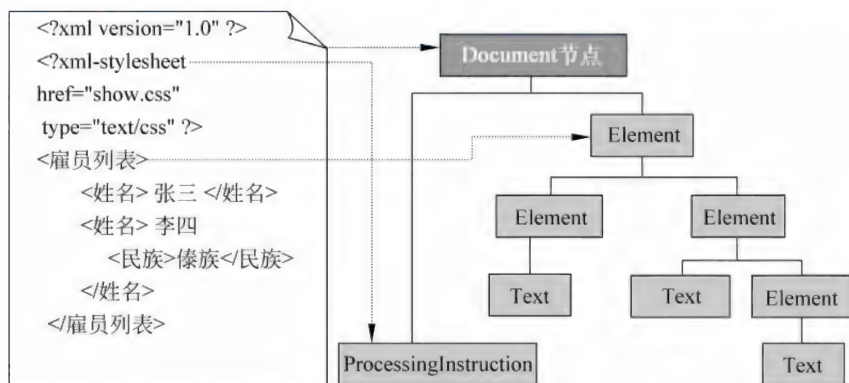 <?xml version="1.0" ?>
<?xml-stylesheet
href="show.css"
type="text/css" ?>
<雇员列表>
<姓名> 张三 </姓名>
<姓名> 李四
<民族>傣族</民族>
</姓名>
</雇员列表>
Document节点
Element
Element
Element
Text
Text
Element
ProcessingInstruction
Text